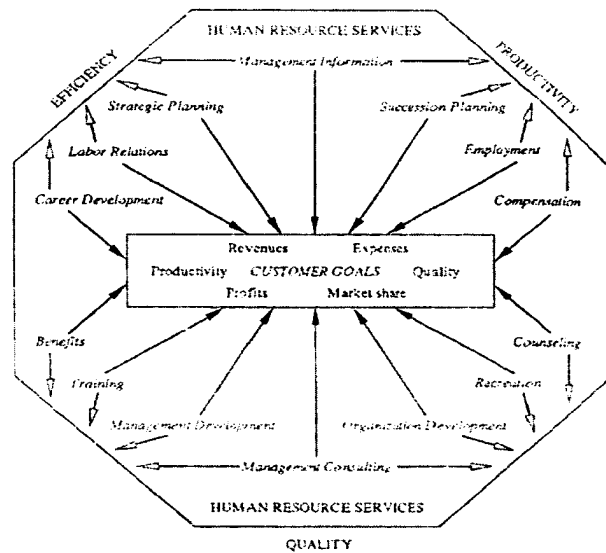 HUMAN RESOURCE SERVICES
EFFICIENCY
PRODUCTIVITY
Management Information
Strategic Planning
Succession Planning
Labor Relations
Employment
Career Development
Compensation
Revenues Expenses
Productivity CUSTOMER GOALS Quality
Profits Market share
Benefits
Counseling
Training
Recreation
Management Development
Organization Development
Management Consulting
HUMAN RESOURCE SERVICES
QUALITY